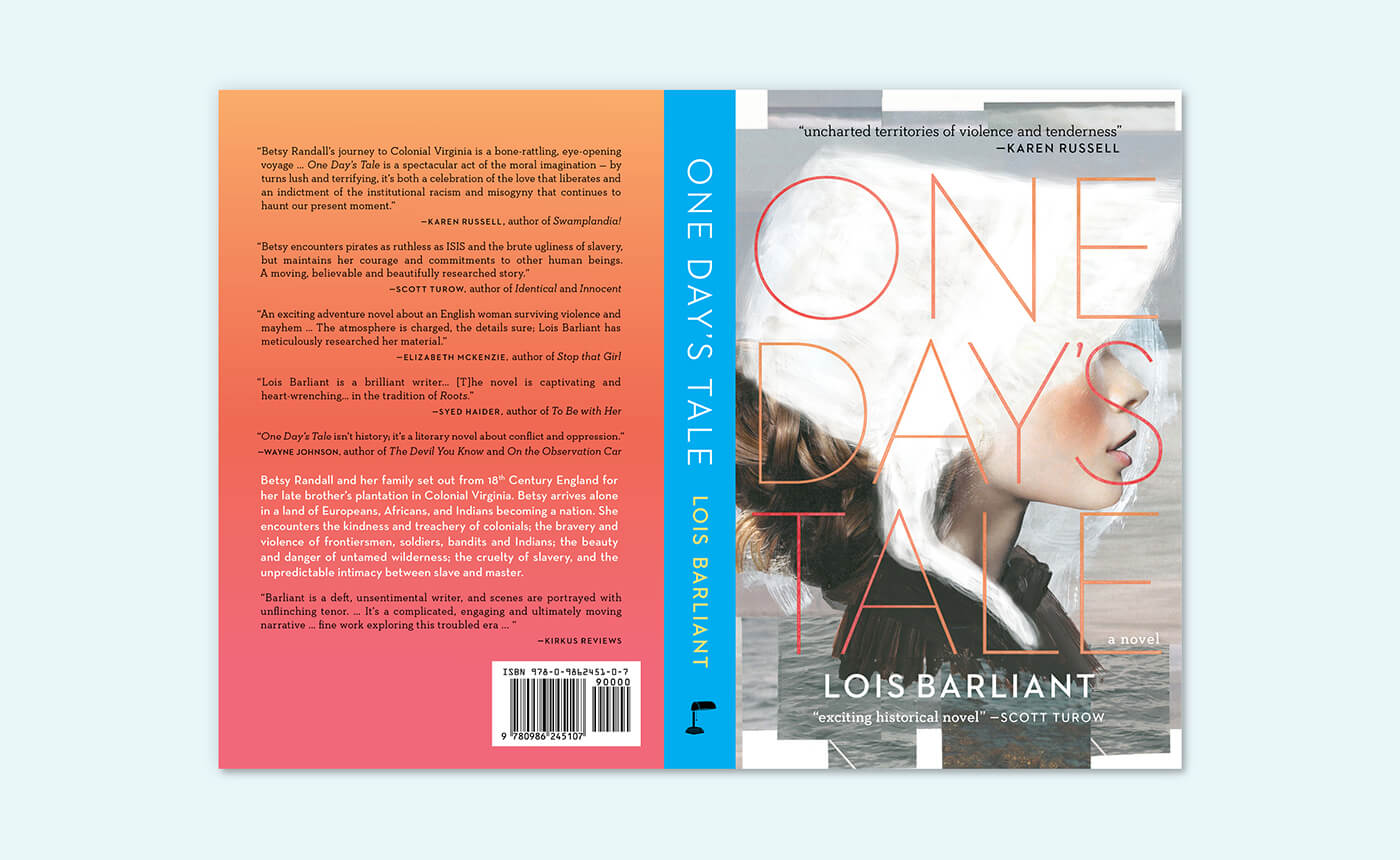 “Betsy Randall’s journey to Colonial Virginia is a bone-rattling, eye-opening
voyage ... One Day’s Tale is a spectacular act of the moral imagination — by
turns lush and terrifying, it’s both a celebration of the love that liberates and
an indictment of the institutional racism and misogyny that continues to
haunt our present moment.”
—KAREN RUSSELL, author of Swamplandia!
“Betsy encounters pirates as ruthless as ISIS and the brute ugliness of slavery,
but maintains her courage and commitments to other human beings.
A moving, believable and beautifully researched story.”
—SCOTT TUROW, author of Identical and Innocent
“An exciting adventure novel about an English woman surviving violence and
mayhem ... The atmosphere is charged, the details sure; Lois Barliant has
meticulously researched her material.”
—ELIZABETH MCKENZIE, author of Stop that Girl
“Lois Barliant is a brilliant writer... [T]he novel is captivating and
heart-wrenching... in the tradition of Roots.”
—SYED HAIDER, author of To Be with Her
“One Day’s Tale isn’t history; it’s a literary novel about conflict and oppression.”
—WAYNE JOHNSON, author of The Devil You Know and On the Observation Car
Betsy Randall and her family set out from 18th Century England for
her late brother’s plantation in Colonial Virginia. Betsy arrives alone
in a land of Europeans, Africans, and Indians becoming a nation. She
encounters the kindness and treachery of colonials; the bravery and
violence of frontiersmen, soldiers, bandits and Indians; the beauty
and danger of untamed wilderness; the cruelty of slavery, and the
unpredictable intimacy between slave and master.
“Barliant is a deft, unsentimental writer, and scenes are portrayed with
unflinching tenor. ... It’s a complicated, engaging and ultimately moving
narrative ... fine work exploring this troubled era ... “
—KIRKUS REVIEWS
ISBN 978-0-9862451-0-7
90000
9 780986 245107
ONE DAY’S TALE
LOIS BARLIANT
“uncharted territories of violence and tenderness”
—KAREN RUSSELL
ONE
DAY’S
TALE
a novel
LOIS BARLIANT
“exciting historical novel” —SCOTT TUROW